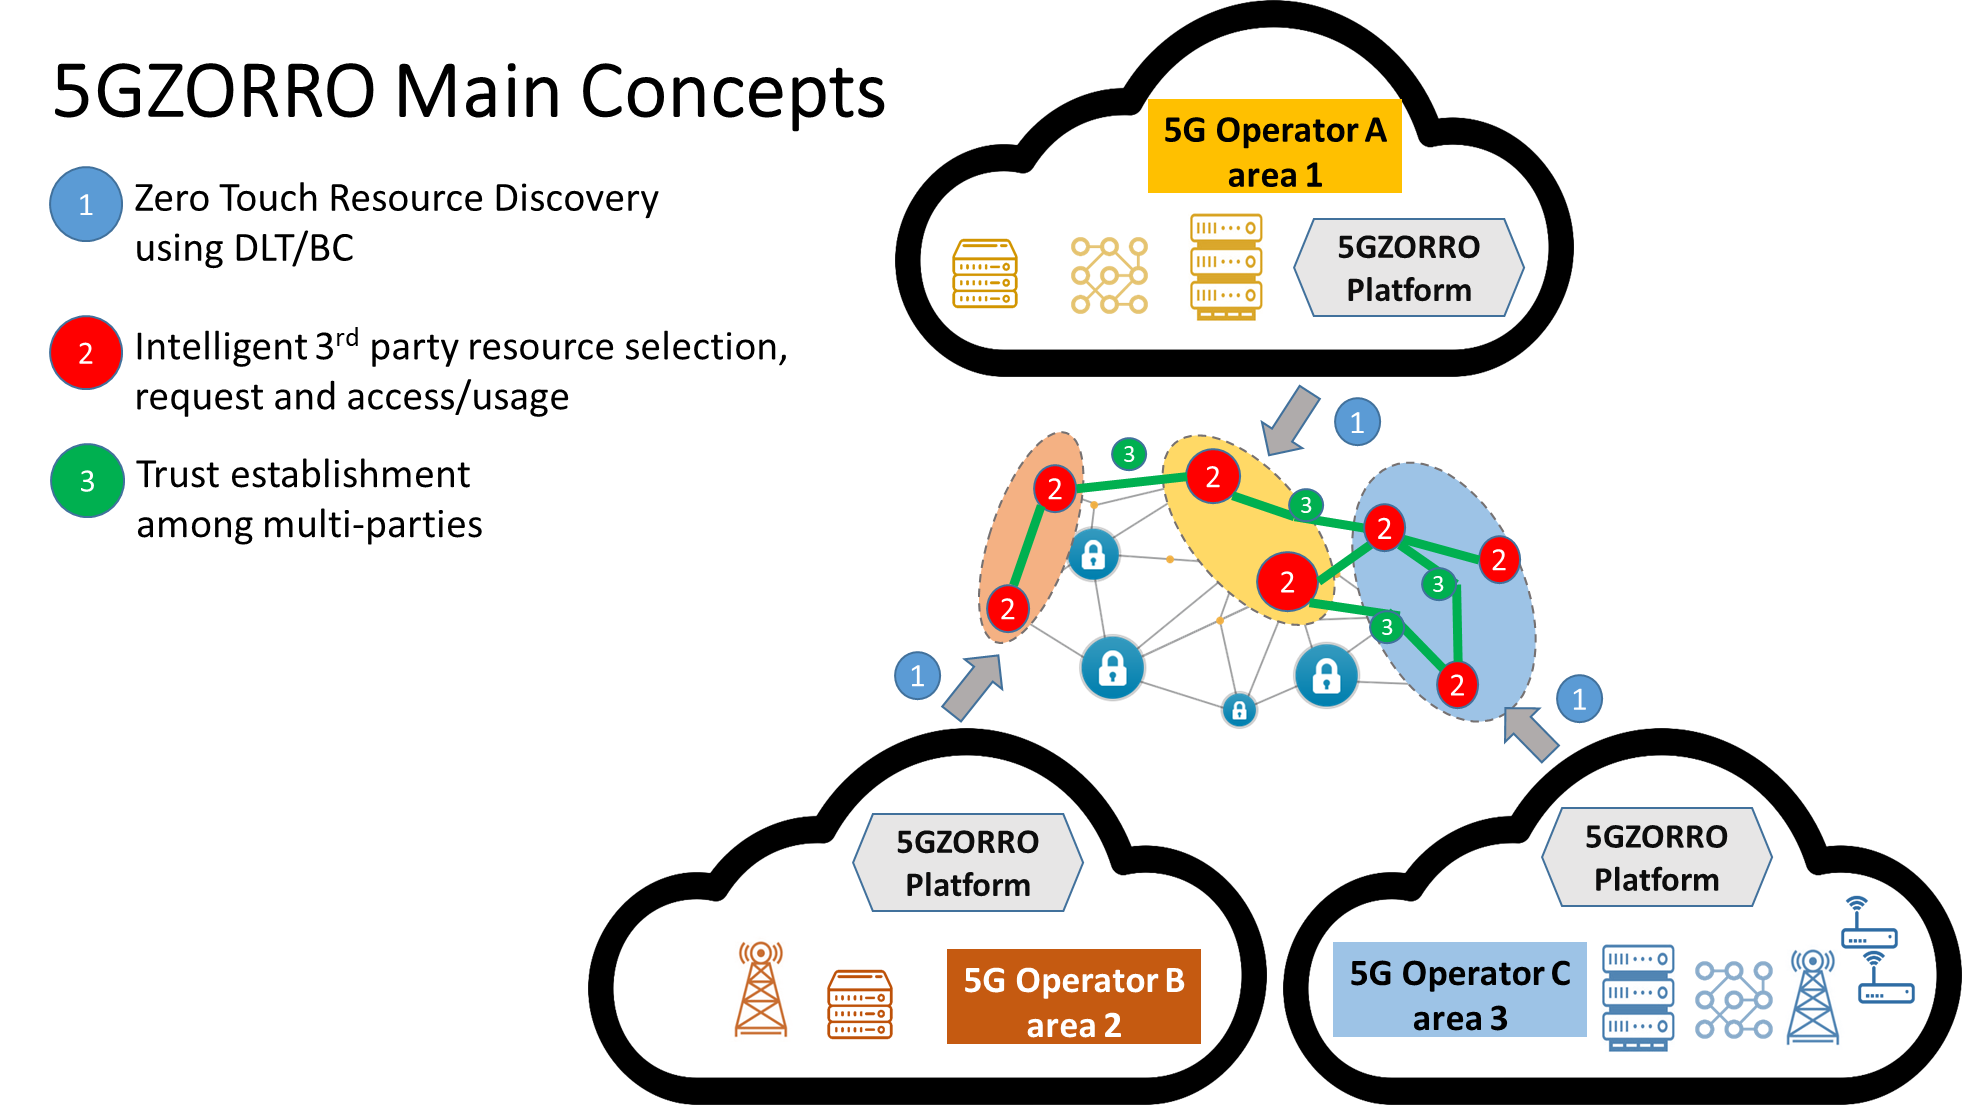 5GZORRO Main Concepts
1
Zero Touch Resource Discovery
using DLT/BC
2
Intelligent 3rd party resource selection,
request and access/usage
3
Trust establishment
among multi-parties
5G Operator A
area 1
5GZORRO
Platform
1
3
2
2
3
2
2
2
3
2
3
1
2
1
5GZORRO
Platform
5G Operator B
area 2
5GZORRO
Platform
5G Operator C
area 3